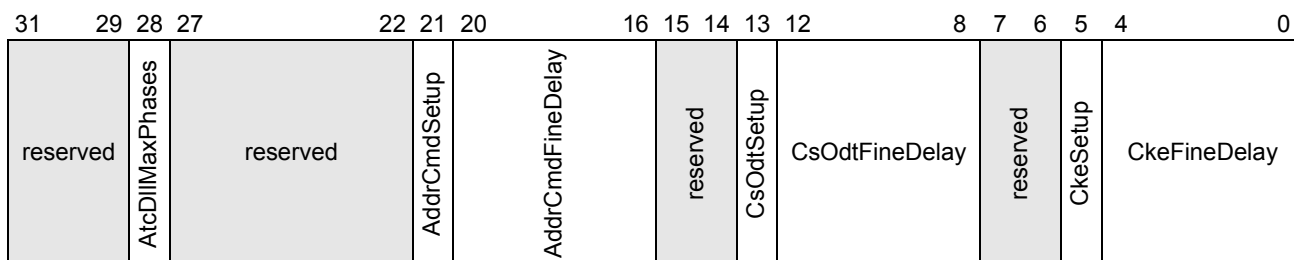 31 29 28 27 22 21 20 16 15 14 13 12 8 7 6 5 4 0
reserved
AtcDllMaxPhases
reserved
AddrCmdSetup
AddrCmdFineDelay
reserved
CsOdtSetup
CsOdtFineDelay
reserved
CkeSetup
CkeFineDelay